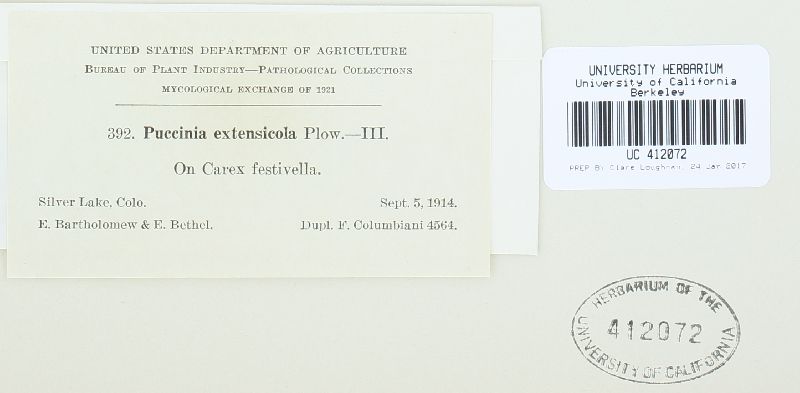 UNITED STATES DEPARTMENT OF AGRICULTURE
BUREAU OF PLANT INDUSTRY—PATHOLOGICAL COLLECTIONS
MYCOLOGICAL EXCHANGE OF 1921
392. Puccinia extensicola Plow.—III.
On Carex festivella.
Silver Lake, Colo. Sept. 5, 1914.
E. Bartholomew & E. Bethel. Dupl. F. Columbiani 4564.
UNIVERSITY HERBARIUM
University of California
Berkeley
UC 412072
PREP By Clare Loughran, 24 Jan 2017
HERBARIUM OF THE
412072
UNIVERSITY OF CALIFORNIA